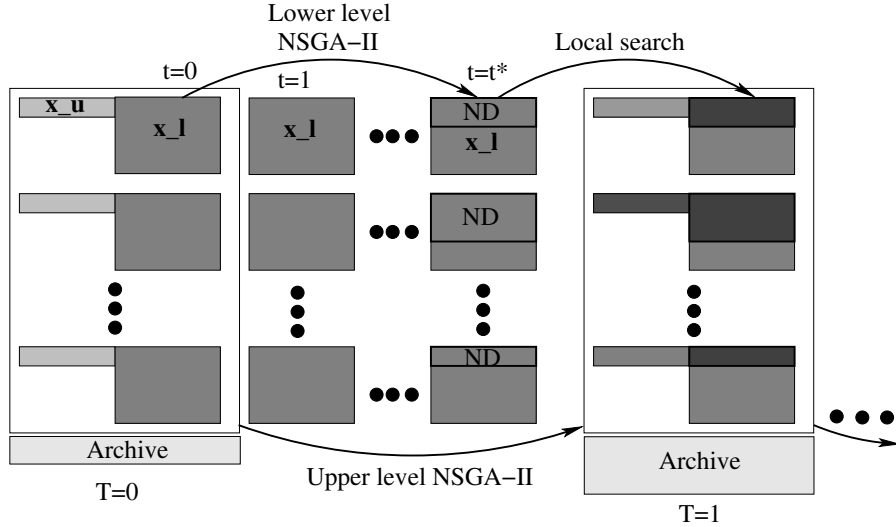 Lower level
NSGA−II
Local search
t=0
t=1
t=t*
x_u
x_l
x_l
ND
x_l
ND
ND
Archive
Upper level NSGA−II
Archive
T=0
T=1